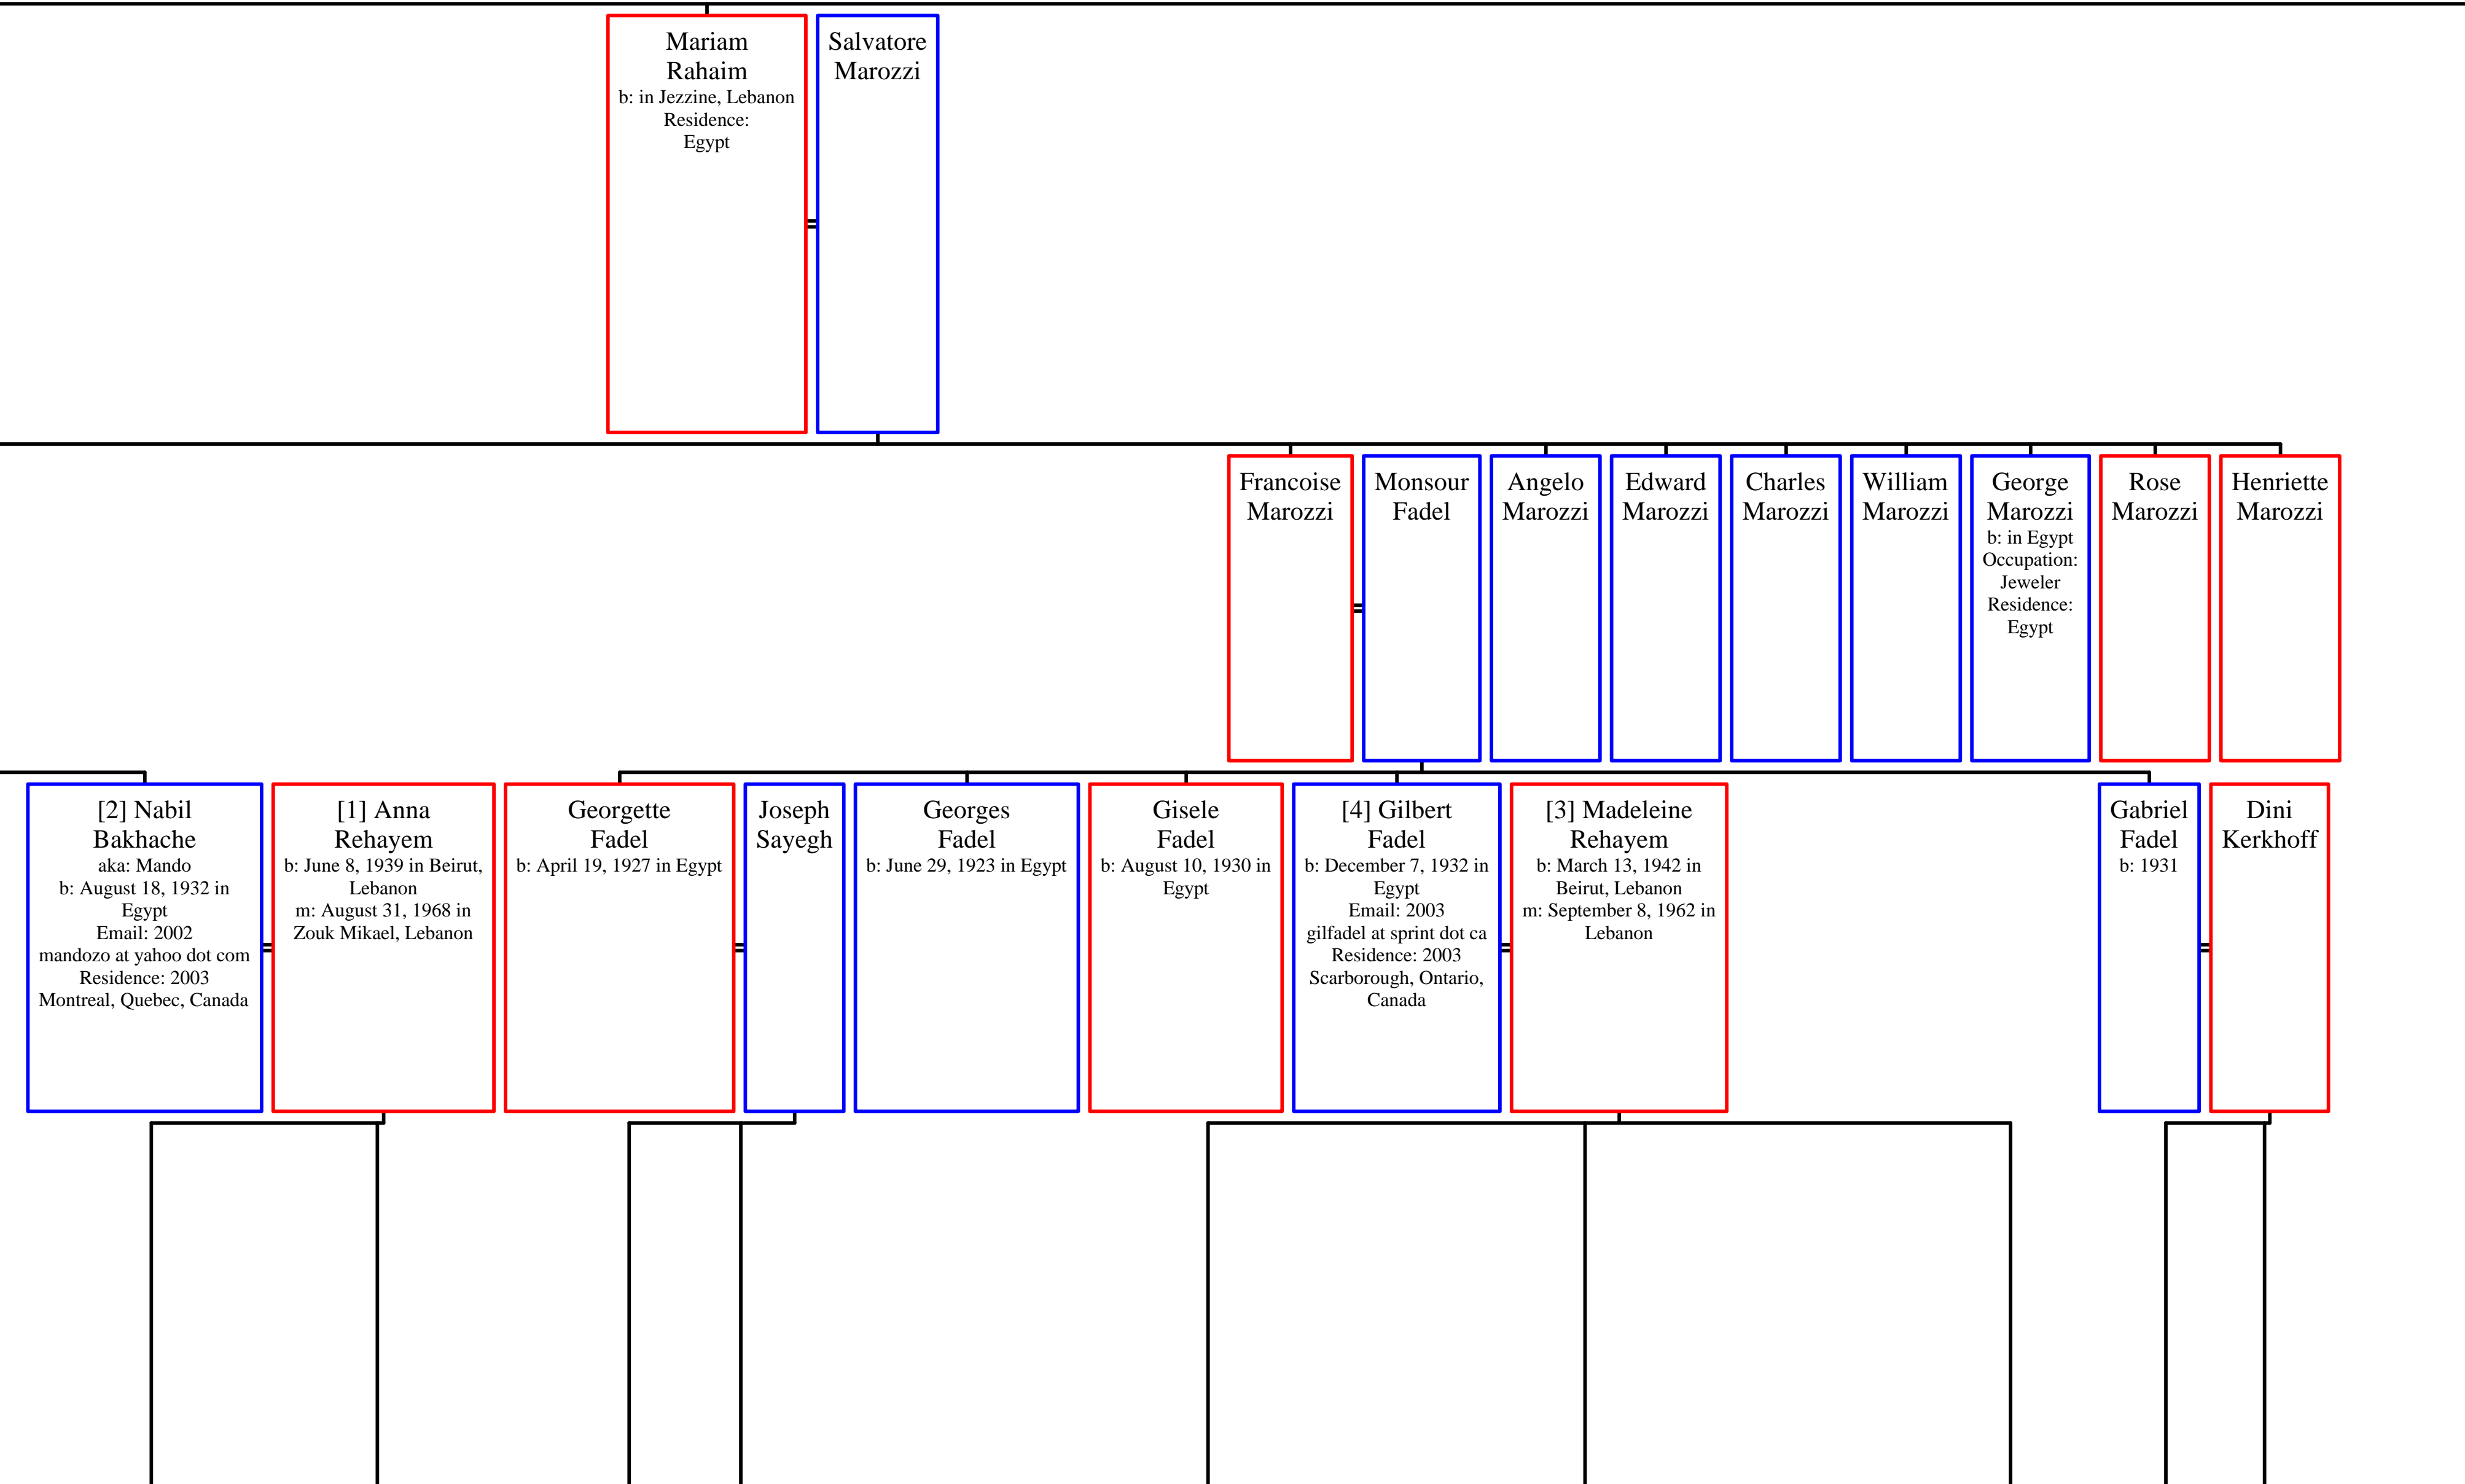 Mariam
Rahaim
b: in Jezzine, Lebanon
Residence:
Egypt
Salvatore
Marozzi
Francoise
Marozzi
Monsour
Fadel
Angelo
Marozzi
Edward
Marozzi
Charles
Marozzi
William
Marozzi
George
Marozzi
b: in Egypt
Occupation:
Jeweler
Residence:
Egypt
Rose
Marozzi
Henriette
Marozzi
[2] Nabil
Bakhache
aka: Mando
b: August 18, 1932 in
Egypt
Email: 2002
mandozo at yahoo dot com
Residence: 2003
Montreal, Quebec, Canada
[1] Anna
Rehayem
b: June 8, 1939 in Beirut,
Lebanon
m: August 31, 1968 in
Zouk Mikael, Lebanon
Georgette
Fadel
b: April 19, 1927 in Egypt
Joseph
Sayegh
Georges
Fadel
b: June 29, 1923 in Egypt
Gisele
Fadel
b: August 10, 1930 in
Egypt
[4] Gilbert
Fadel
b: December 7, 1932 in
Egypt
Email: 2003
gilfadel at sprint dot ca
Residence: 2003
Scarborough, Ontario,
Canada
[3] Madeleine
Rehayem
b: March 13, 1942 in
Beirut, Lebanon
m: September 8, 1962 in
Lebanon
Gabriel
Fadel
b: 1931
Dini
Kerkhoff